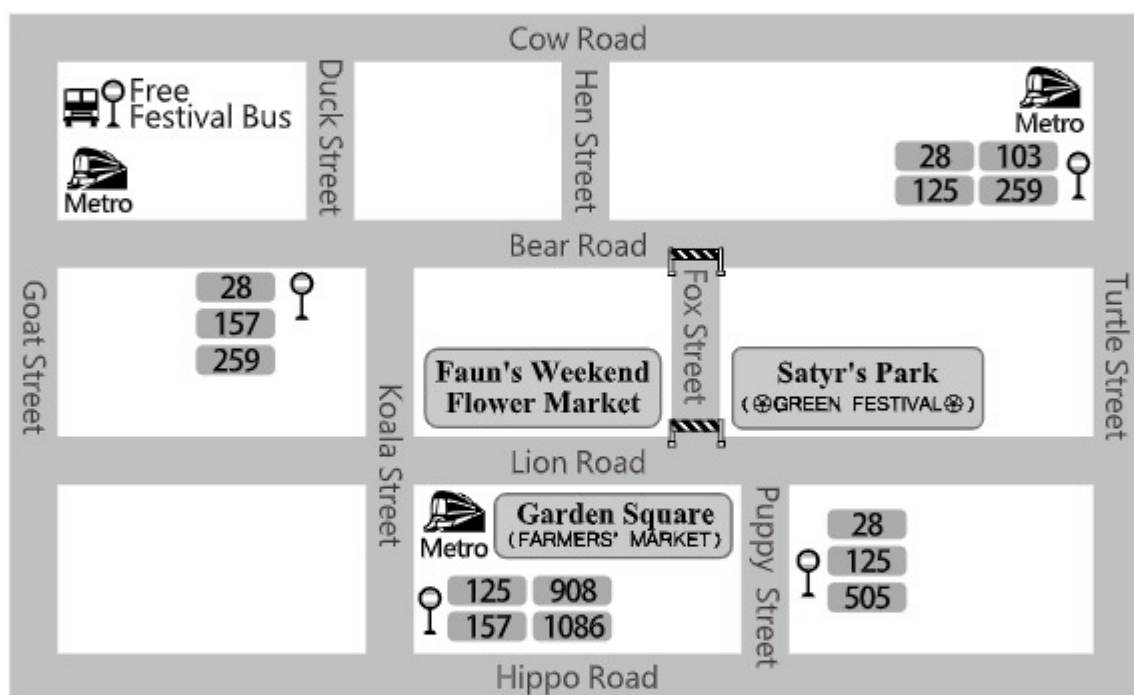 Cow Road
Free
Festival Bus
Metro
Duck Street
Hen Street
Metro
28 103
125 259
Bear Road
Goat Street
28
157
259
Koala Street
Faun's Weekend
Flower Market
Fox Street
Satyr's Park
(GREEN FESTIVAL)
Turtle Street
Lion Road
Metro
Garden Square
(FARMERS' MARKET)
125 908
157 1086
Puppy Street
28
125
505
Hippo Road